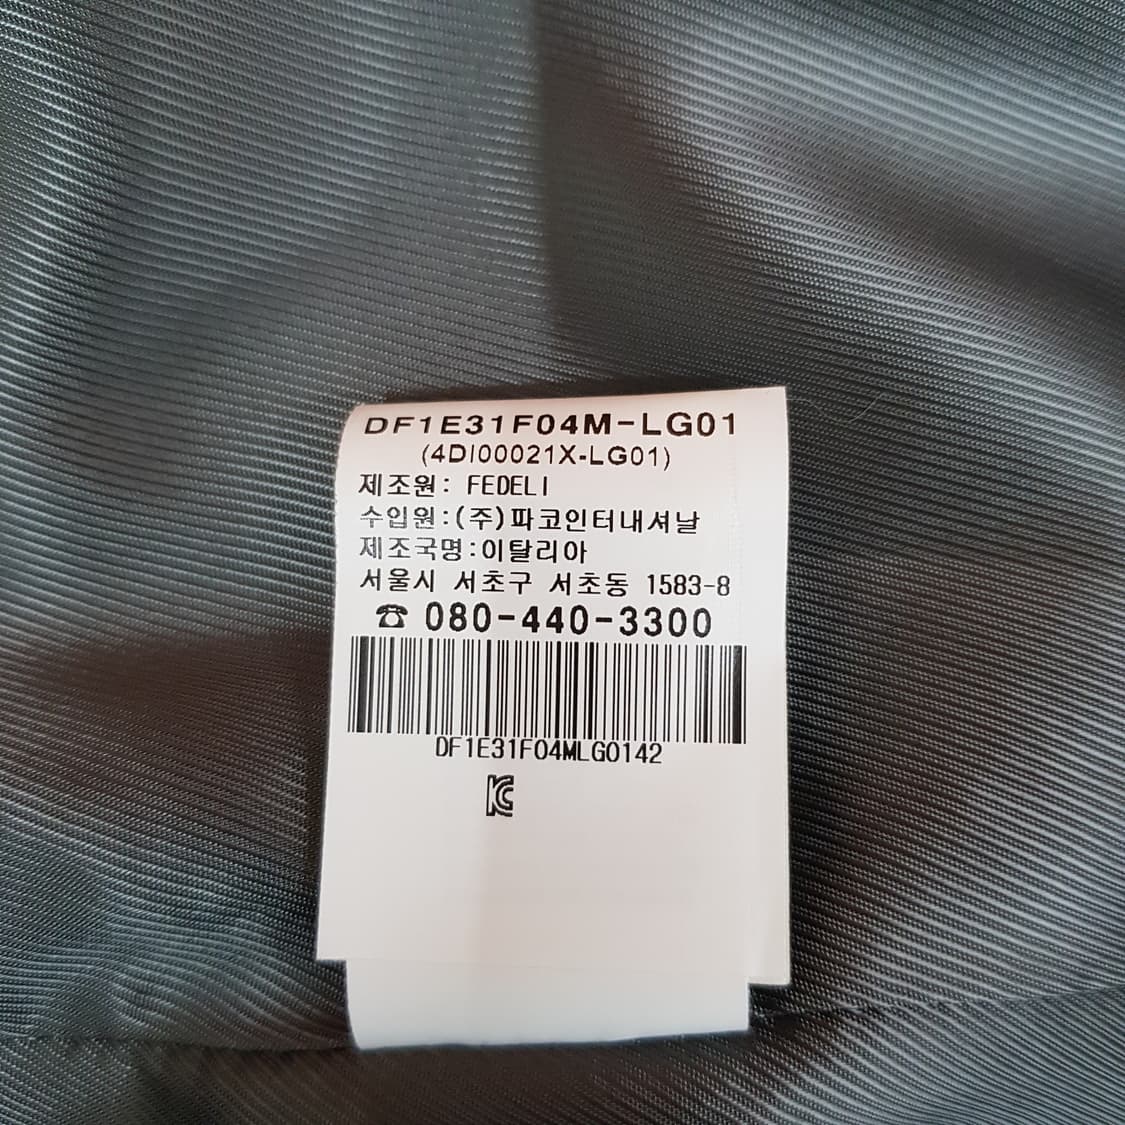 DF1E31F04M-LG01
(4DI00021X-LG01)
제조원: FEDELI
수입원:(주)파코인터내셔날
제조국명:이탈리아
서울시 서초구 서초동 1583-8
☎ 080-440-3300
DF1E31F04MLG0142
KC